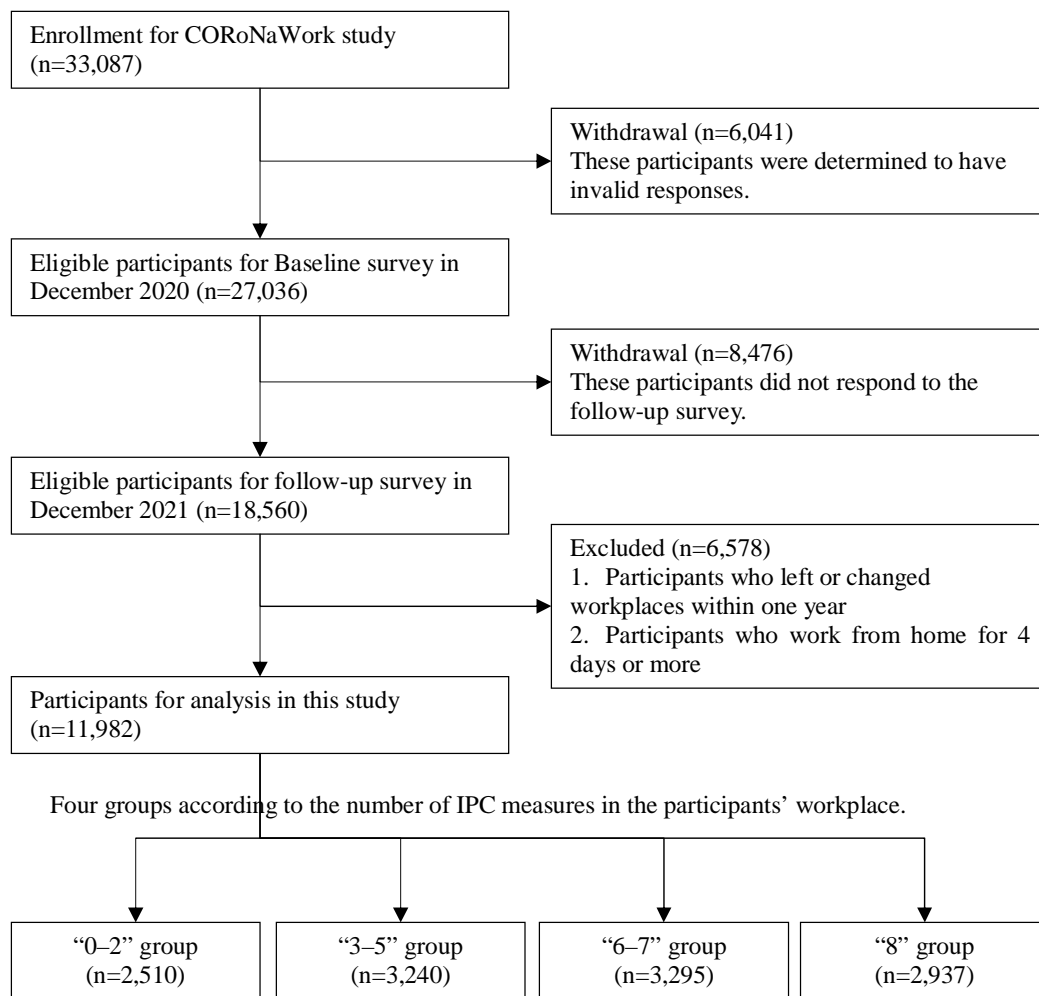 Enrollment for CORoNaWork study
(n=33,087)
Withdrawal (n=6,041)
These participants were determined to have
invalid responses.
Eligible participants for Baseline survey in
December 2020 (n=27,036)
Withdrawal (n=8,476)
These participants did not respond to the
follow-up survey.
Eligible participants for follow-up survey in
December 2021 (n=18,560)
Excluded (n=6,578)
1. Participants who left or changed
workplaces within one year
2. Participants who work from home for 4
days or more
Participants for analysis in this study
(n=11,982)
Four groups according to the number of IPC measures in the participants’ workplace.
“0–2” group
(n=2,510)
“3–5” group
(n=3,240)
“6–7” group
(n=3,295)
“8” group
(n=2,937)